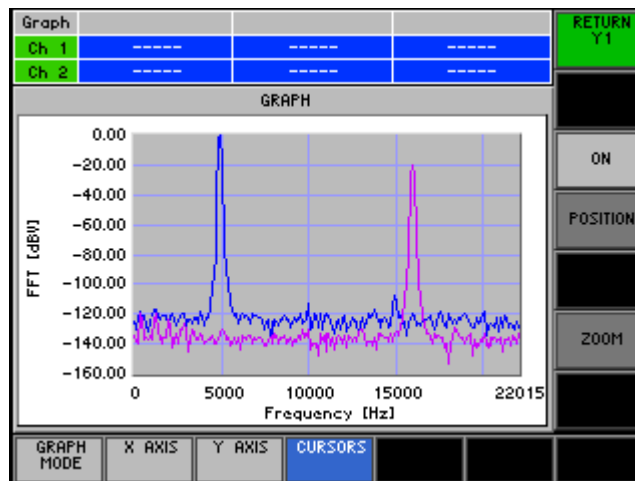 Graph
RETURN Y1
Ch 1 ----- ----- -----
Ch 2 ----- ----- -----
GRAPH
ON
POSITION
ZOOM
FFT [dBV]
0.00
-20.00
-40.00
-60.00
-80.00
-100.00
-120.00
-140.00
-160.00
0 5000 10000 15000 22015
Frequency [Hz]
GRAPH MODE
X AXIS
Y AXIS
CURSORS